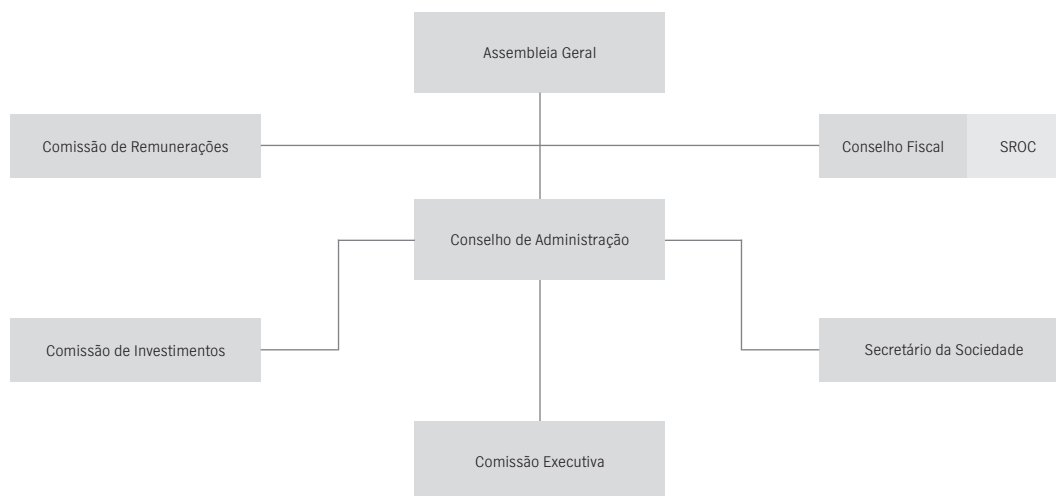 Assembleia Geral
Comissão de Remunerações
Conselho Fiscal
SROC
Conselho de Administração
Comissão de Investimentos
Secretário da Sociedade
Comissão Executiva